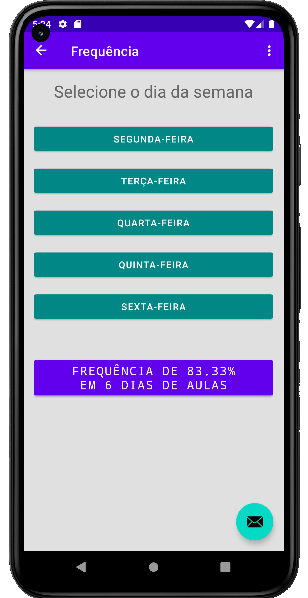 5:24
Frequência
Selecione o dia da semana
SEGUNDA-FEIRA
TERÇA-FEIRA
QUARTA-FEIRA
QUINTA-FEIRA
SEXTA-FEIRA
FREQUÊNCIA DE 83,33%
EM 6 DIAS DE AULAS